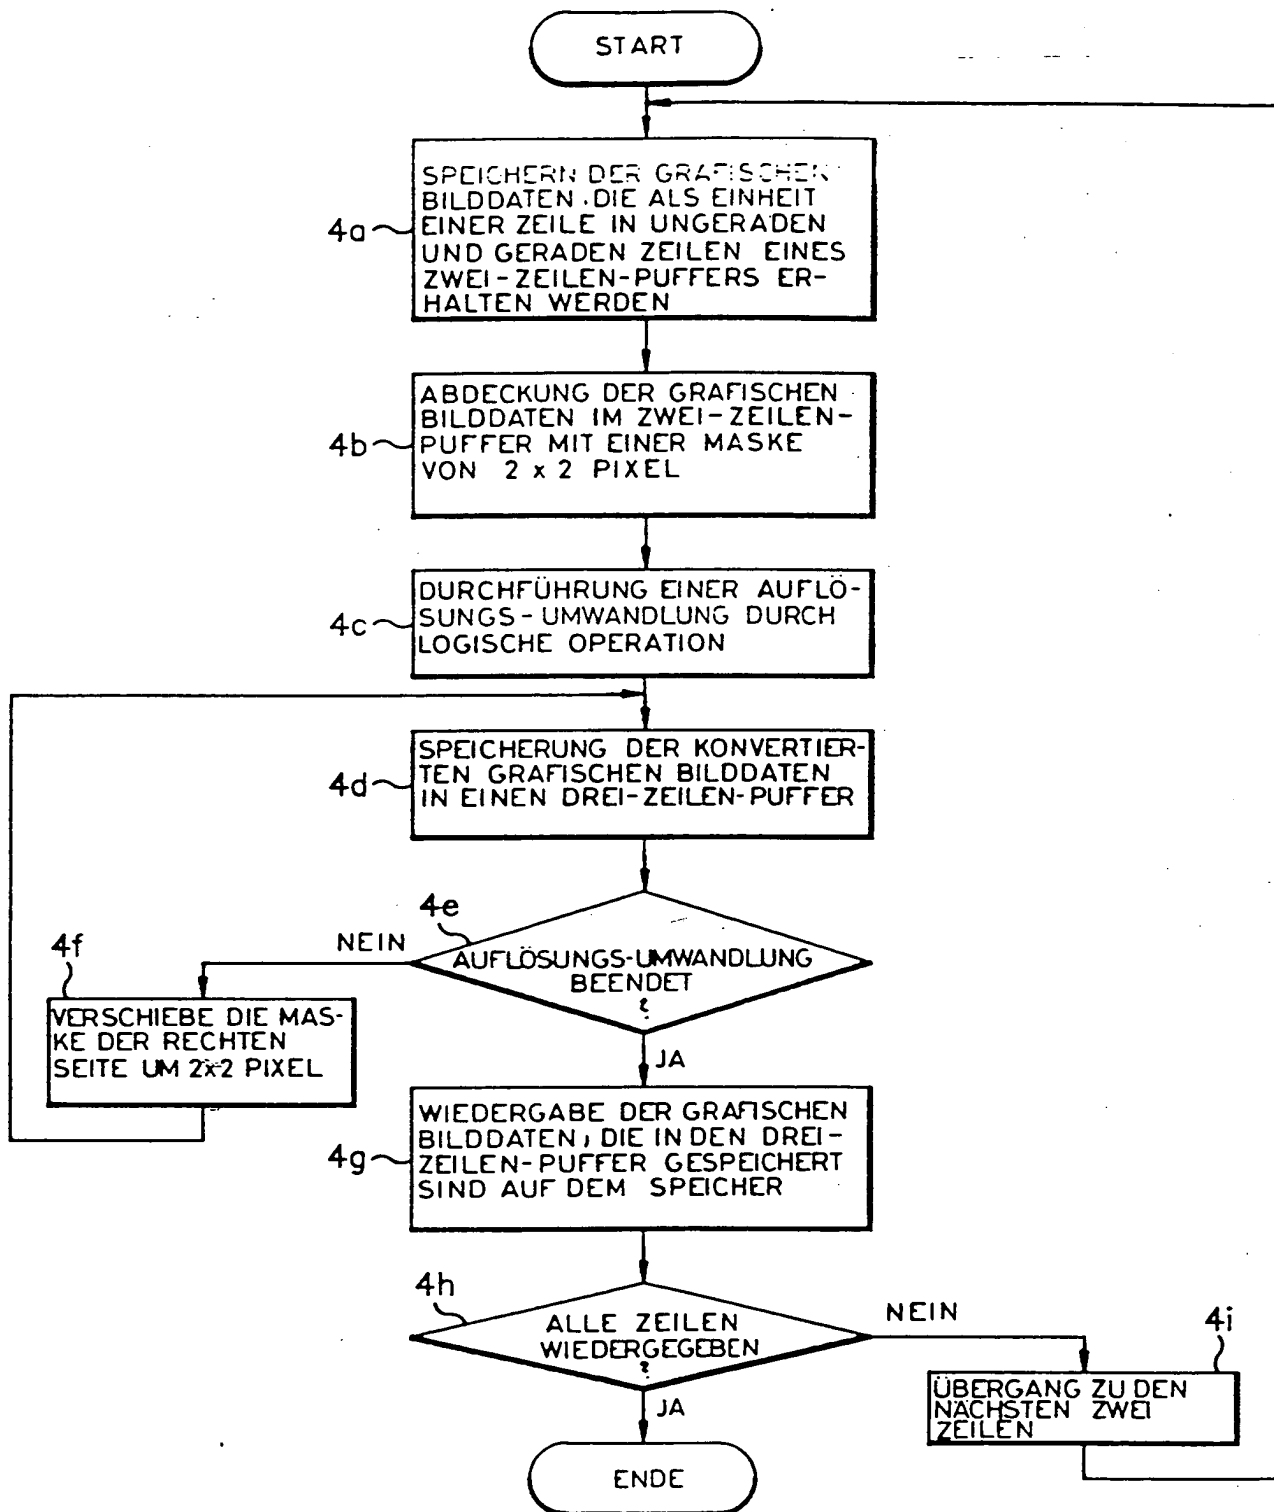 START
4a
SPEICHERN DER GRAFISCHEN
BILDDATEN, DIE ALS EINHEIT
EINER ZEILE IN UNGERADEN
UND GERADEN ZEILEN EINES
ZWEI-ZEILEN-PUFFERS ER-
HALTEN WERDEN
4b
ABDECKUNG DER GRAFISCHEN
BILDDATEN IM ZWEI-ZEILEN-
PUFFER MIT EINER MASKE
VON 2 x 2 PIXEL
4c
DURCHFÜHRUNG EINER AUFLÖ-
SUNGS-UMWANDLUNG DURCH
LOGISCHE OPERATION
4d
SPEICHERUNG DER KONVERTIER-
TEN GRAFISCHEN BILDDATEN
IN EINEN DREI-ZEILEN-PUFFER
4e
AUFLÖSUNGS-UMWANDLUNG
BEENDET
?
NEIN
4f
VERSCHIEBE DIE MAS-
KE DER RECHTEN
SEITE UM 2x2 PIXEL
JA
4g
WIEDERGABE DER GRAFISCHEN
BILDDATEN, DIE IN DEN DREI-
ZEILEN-PUFFER GESPEICHERT
SIND AUF DEM SPEICHER
4h
ALLE ZEILEN
WIEDERGEGEBEN
?
NEIN
4i
ÜBERGANG ZU DEN
NÄCHSTEN ZWEI
ZEILEN
JA
ENDE